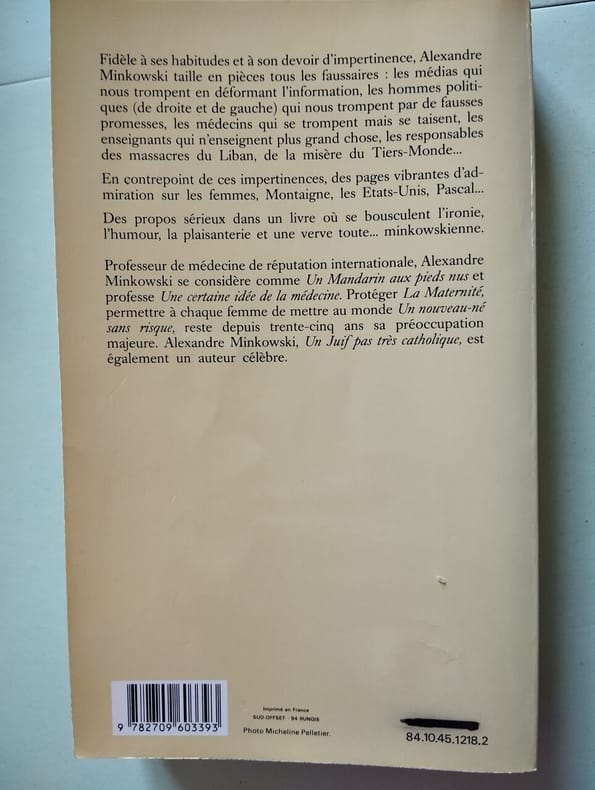 Fidèle à ses habitudes et à son devoir d'impertinence, Alexandre
Minkowski taille en pièces tous les faussaires : les médias qui
nous trompent en déformant l'information, les hommes politi-
ques (de droite et de gauche) qui nous trompent par de fausses
promesses, les médecins qui se trompent mais se taisent, les
enseignants qui n'enseignent plus grand chose, les responsables
des massacres du Liban, de la misère du Tiers-Monde...
En contrepoint de ces impertinences, des pages vibrantes d'ad-
miration sur les femmes, Montaigne, les Etats-Unis, Pascal...
Des propos sérieux dans un livre où se bousculent l'ironie,
l'humour, la plaisanterie et une verve toute... minkowskienne.
Professeur de médecine de réputation internationale, Alexandre
Minkowski se considère comme Un Mandarin aux pieds nus et
professe Une certaine idée de la médecine. Protéger La Maternité,
permettre à chaque femme de mettre au monde Un nouveau-né
sans risque, reste depuis trente-cinq ans sa préoccupation
majeure. Alexandre Minkowski, Un Juif pas très catholique, est
également un auteur célèbre.
9 782709 603393
Imprimé en France
SUD OFFSET - 94 RUNGIS
Photo Micheline Pelletier.
84.10.45.1218.2